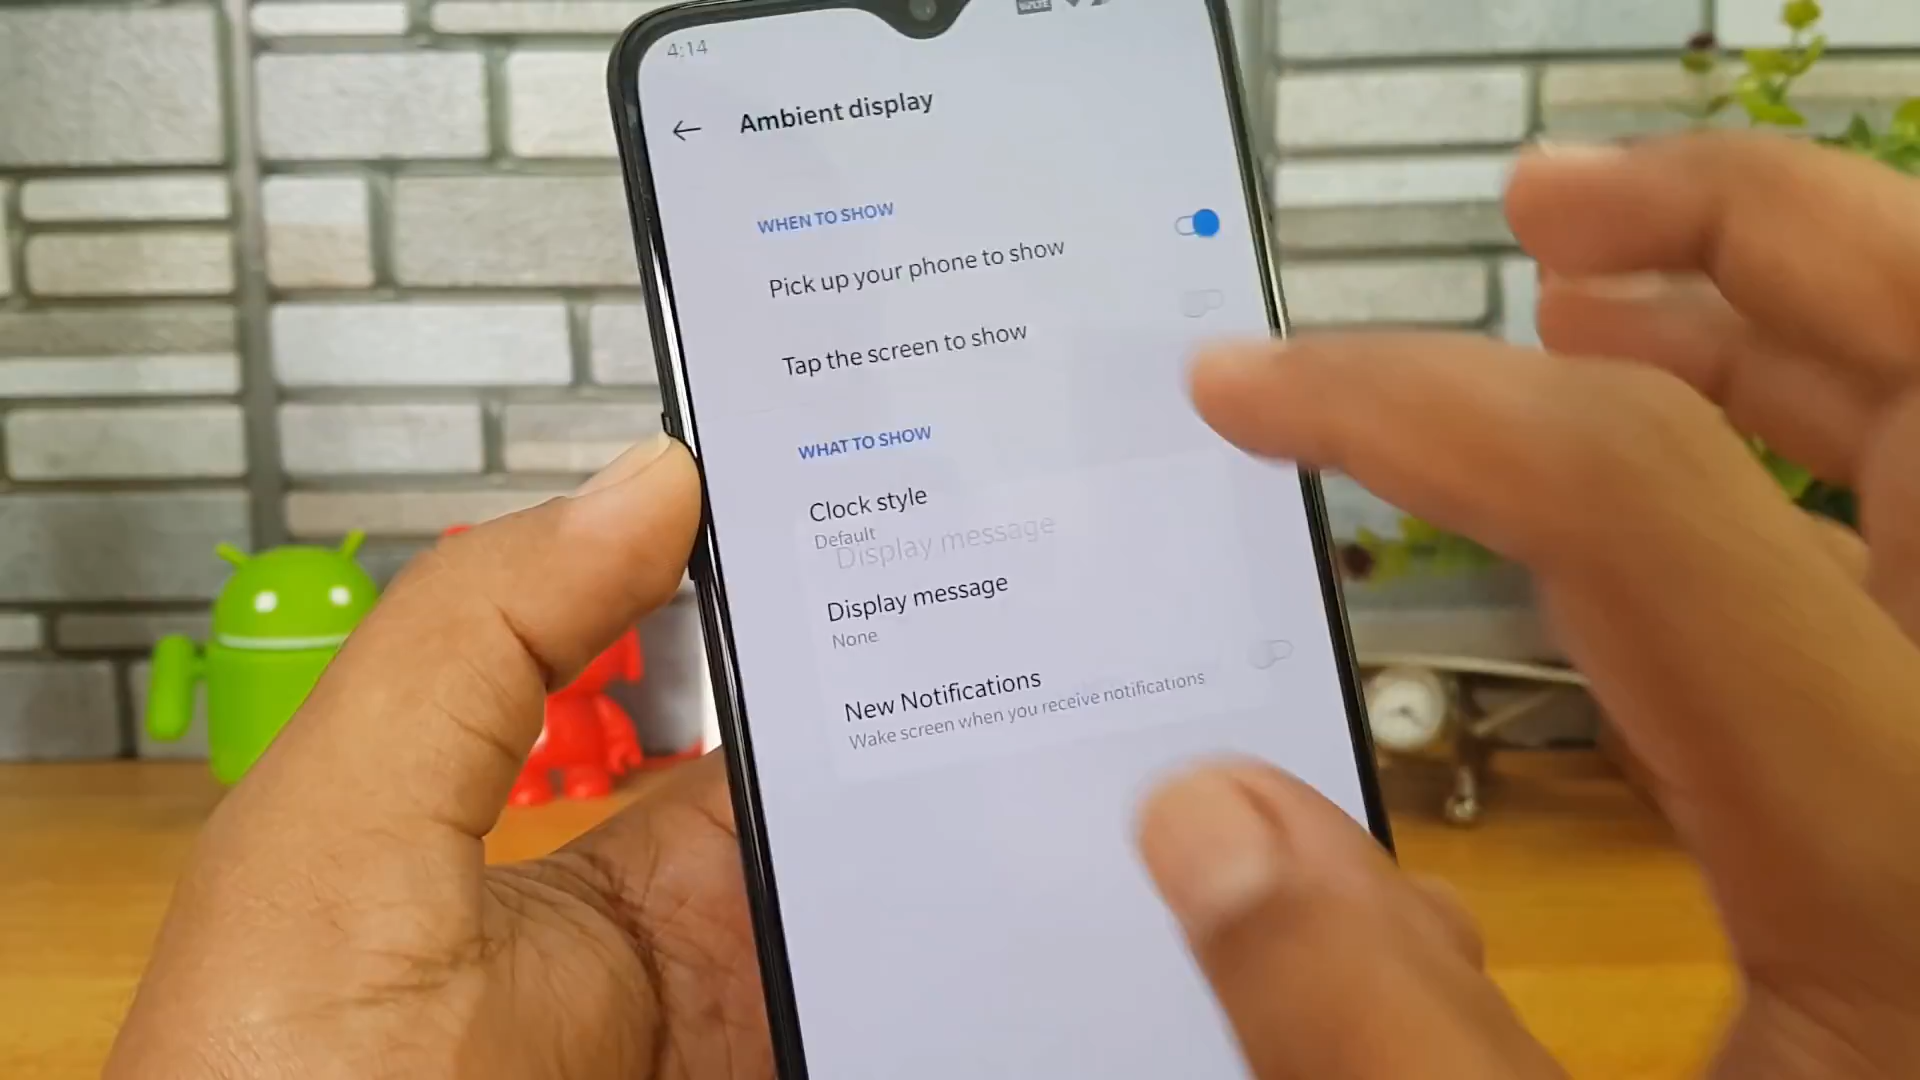 4:14
VoLTE
Ambient display
WHEN TO SHOW
Pick up your phone to show
Tap the screen to show
WHAT TO SHOW
Clock style
Default
Display message
Display message
None
New Notifications
Wake screen when you receive notifications